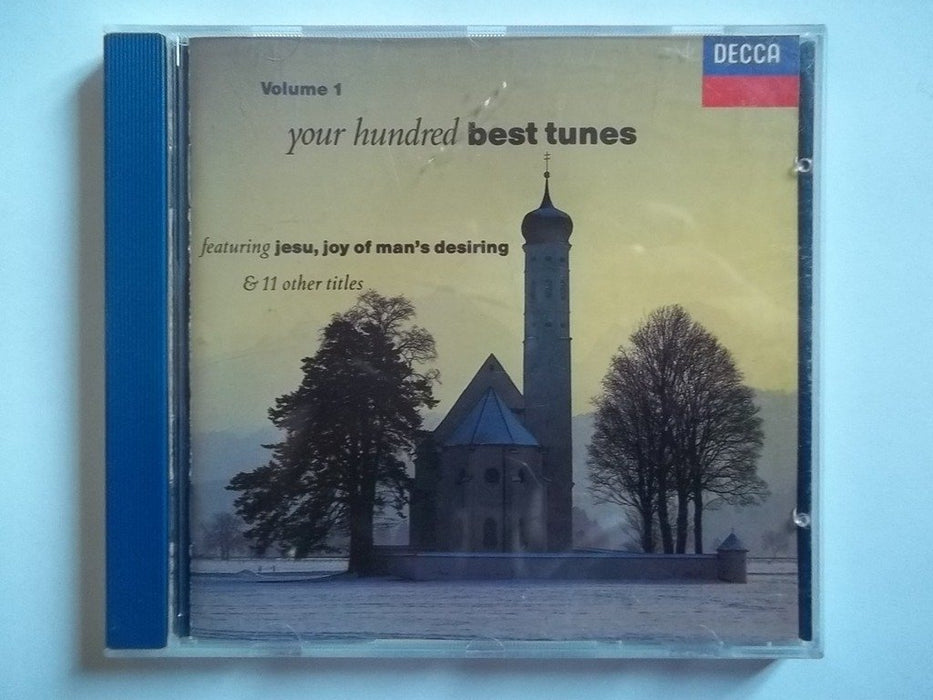 DECCA
Volume 1
your hundred best tunes
featuring jesu, joy of man's desiring
& 11 other titles